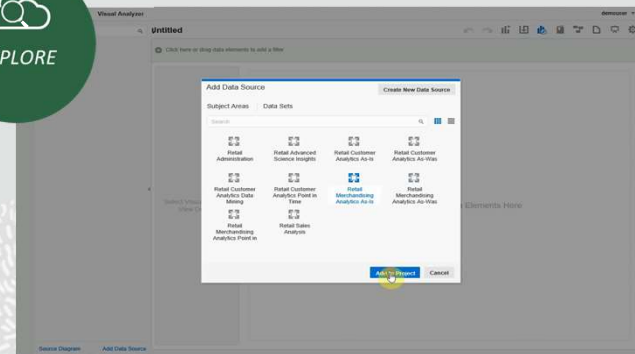 PLORE
Visual Analyzer
demouser
Untitled
Click here or drop data elements to add a filter
Add Data Source
Create New Data Source
Subject Areas
Data Sets
Search
Retail
Administration
Retail Advanced
Science Insights
Retail Customer
Analytics As-Is
Retail Customer
Analytics As-Was
Retail Customer
Analytics Data
Mining
Retail Customer
Analytics Point in
Time
Retail
Merchandising
Analytics As-Is
Retail
Merchandising
Analytics As-Was
Retail
Merchandising
Analytics Point in
Retail Sales
Analysis
Elements Here
Add to Project
Cancel
Source Diagram
Add Data Source